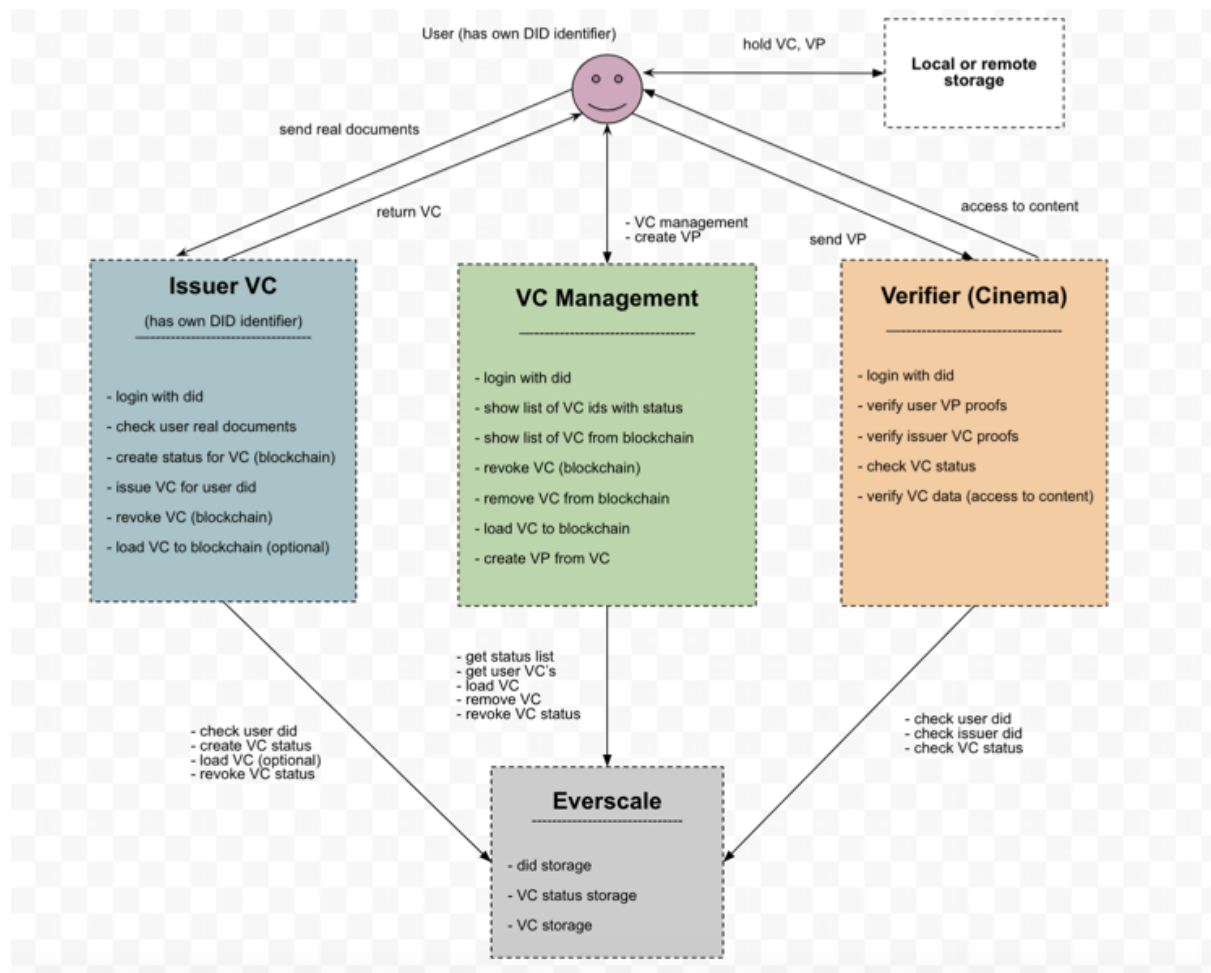 User (has own DID identifier)
hold VC, VP
Local or remote
storage
send real documents
return VC
- VC management
- create VP
send VP
access to content
Issuer VC
(has own DID identifier)
- login with did
- check user real documents
- create status for VC (blockchain)
- issue VC for user did
- revoke VC (blockchain)
- load VC to blockchain (optional)
VC Management
- login with did
- show list of VC ids with status
- show list of VC from blockchain
- revoke VC (blockchain)
- remove VC from blockchain
- load VC to blockchain
- create VP from VC
Verifier (Cinema)
- login with did
- verify user VP proofs
- verify issuer VC proofs
- check VC status
- verify VC data (access to content)
- check user did
- create VC status
- load VC (optional)
- revoke VC status
- get status list
- get user VC's
- load VC
- remove VC
- revoke VC status
- check user did
- check issuer did
- check VC status
Everscale
- did storage
- VC status storage
- VC storage